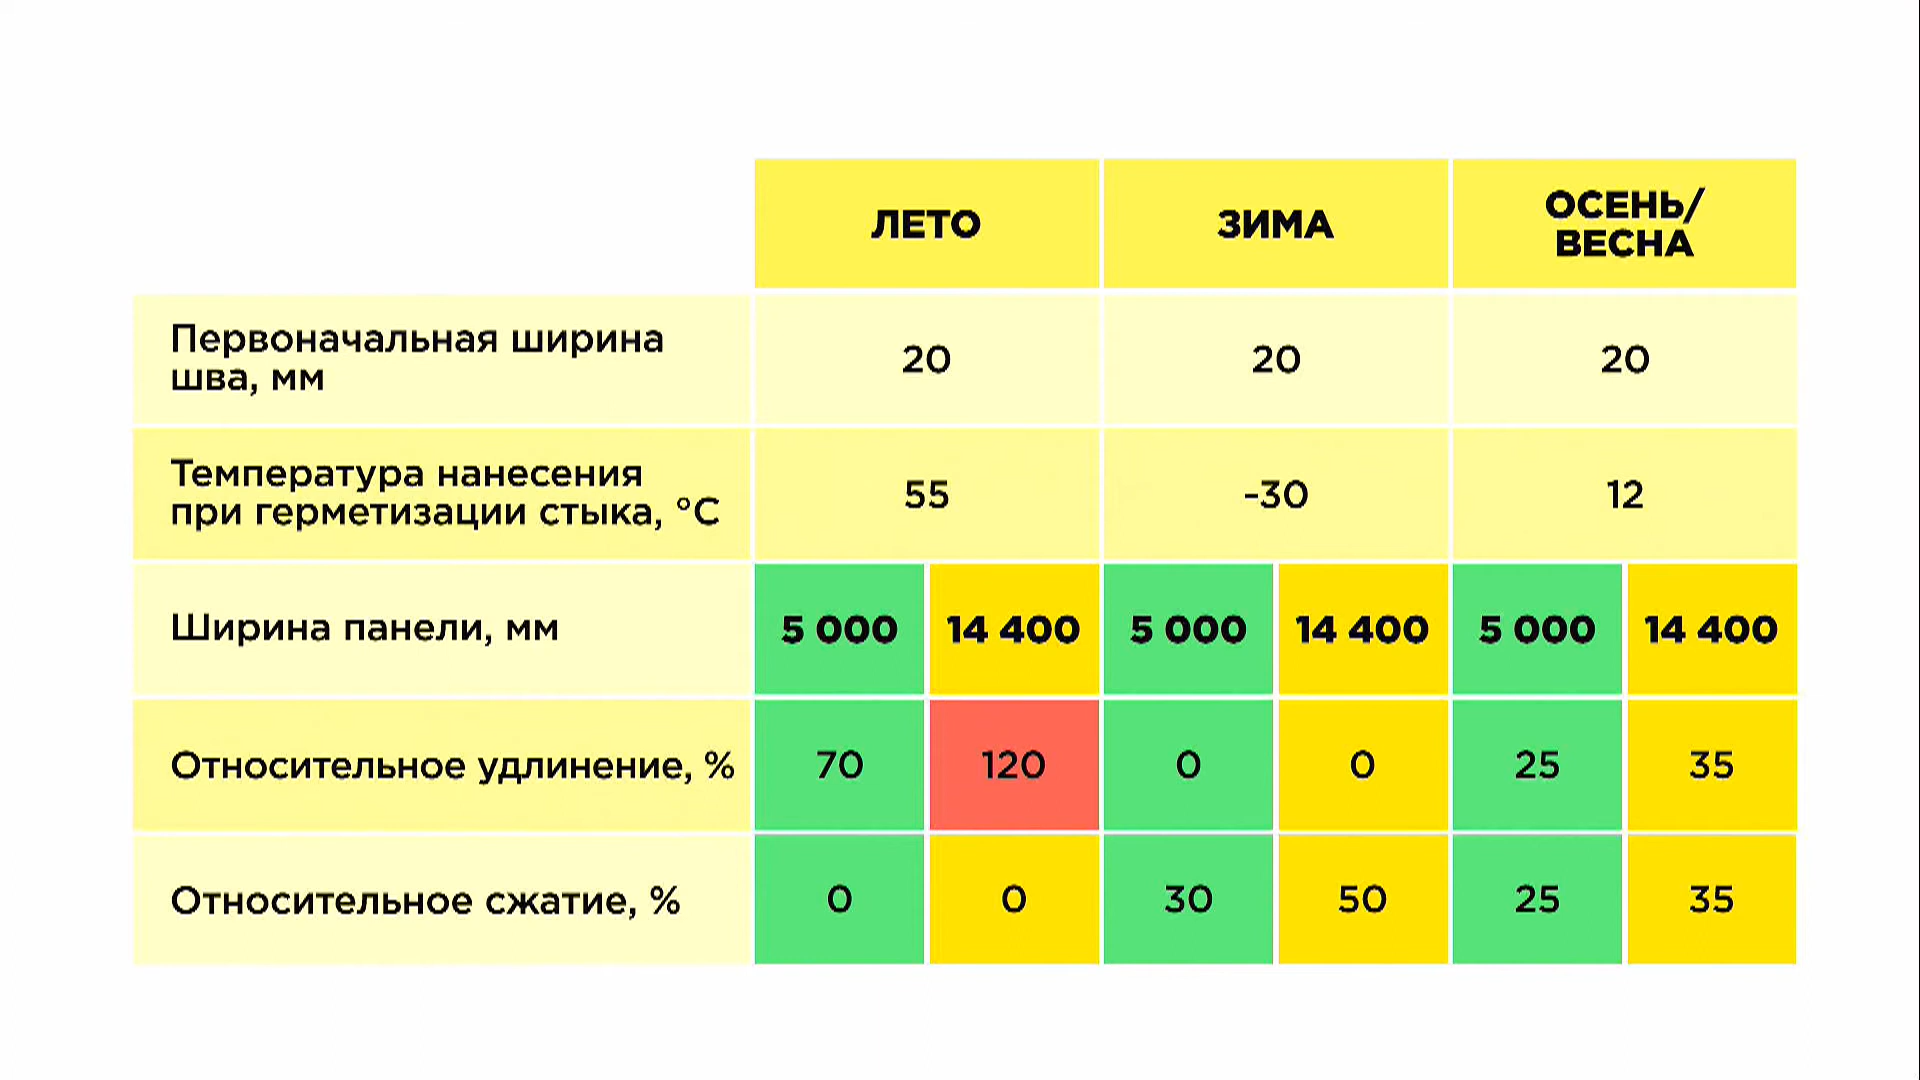 ЛЕТО ЗИМА ОСЕНЬ/
ВЕСНА
Первоначальная ширина
шва, мм
20 20 20
Температура нанесения
при герметизации стыка, °С
55 -30 12
Ширина панели, мм 5 000 14 400 5 000 14 400 5 000 14 400
Относительное удлинение, % 70 120 0 0 25 35
Относительное сжатие, % 0 0 30 50 25 35